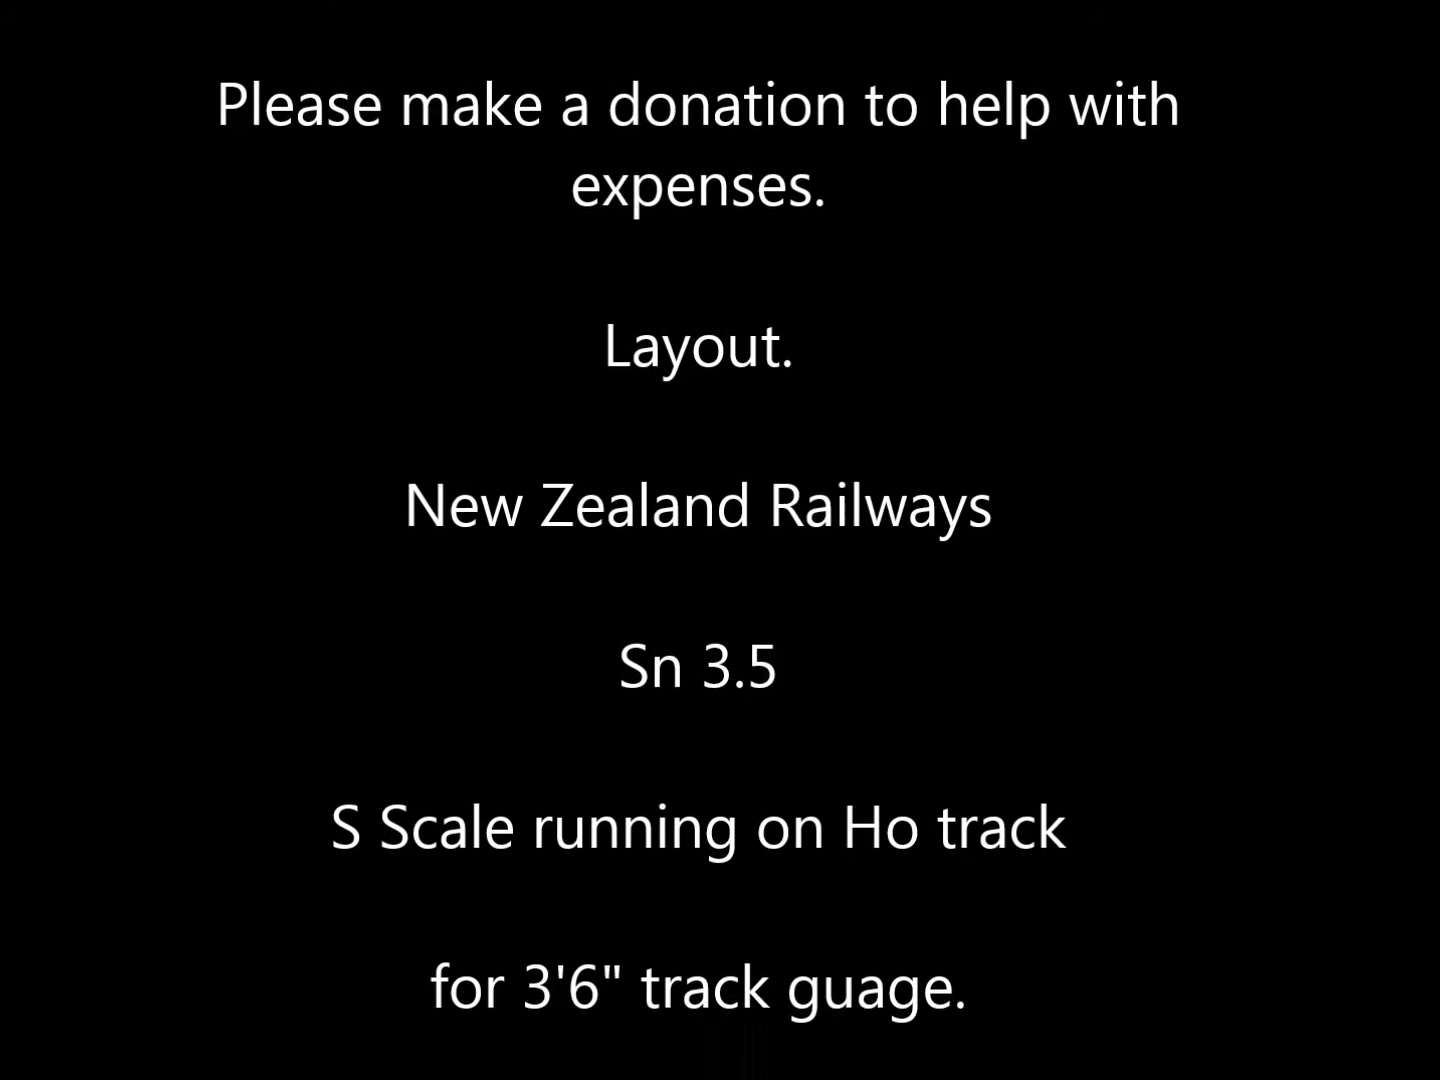 Please make a donation to help with
expenses.
Layout.
New Zealand Railways
Sn 3.5
S Scale running on Ho track
for 3'6" track guage.